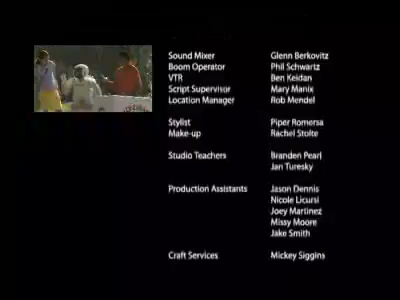 Sound Mixer Glenn Berkovitz
Boom Operator Phil Schwartz
VTR Ben Keidan
Script Supervisor Mary Manix
Location Manager Rob Mendel
Stylist Piper Romersa
Make-up Rachel Stolte
Studio Teachers Branden Pearl
Jan Turesky
Production Assistants Jason Dennis
Nicole Licursi
Joey Martinez
Missy Moore
Jake Smith
Craft Services Mickey Siggins